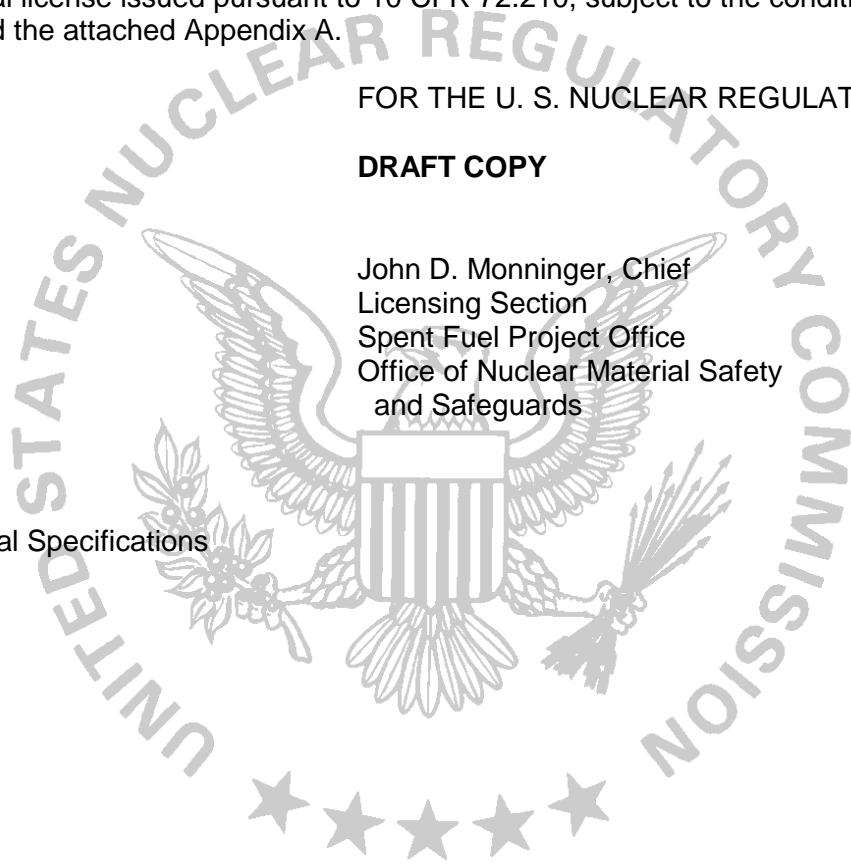 al license issued pursuant to 10 CFR 72.210, subject to the conditi
d the attached Appendix A.
FOR THE U. S. NUCLEAR REGULAT
DRAFT COPY
John D. Monninger, Chief
Licensing Section
Spent Fuel Project Office
Office of Nuclear Material Safety
and Safeguards
al Specifications
UNITED STATES NUCLEAR REGULATORY COMMISSION